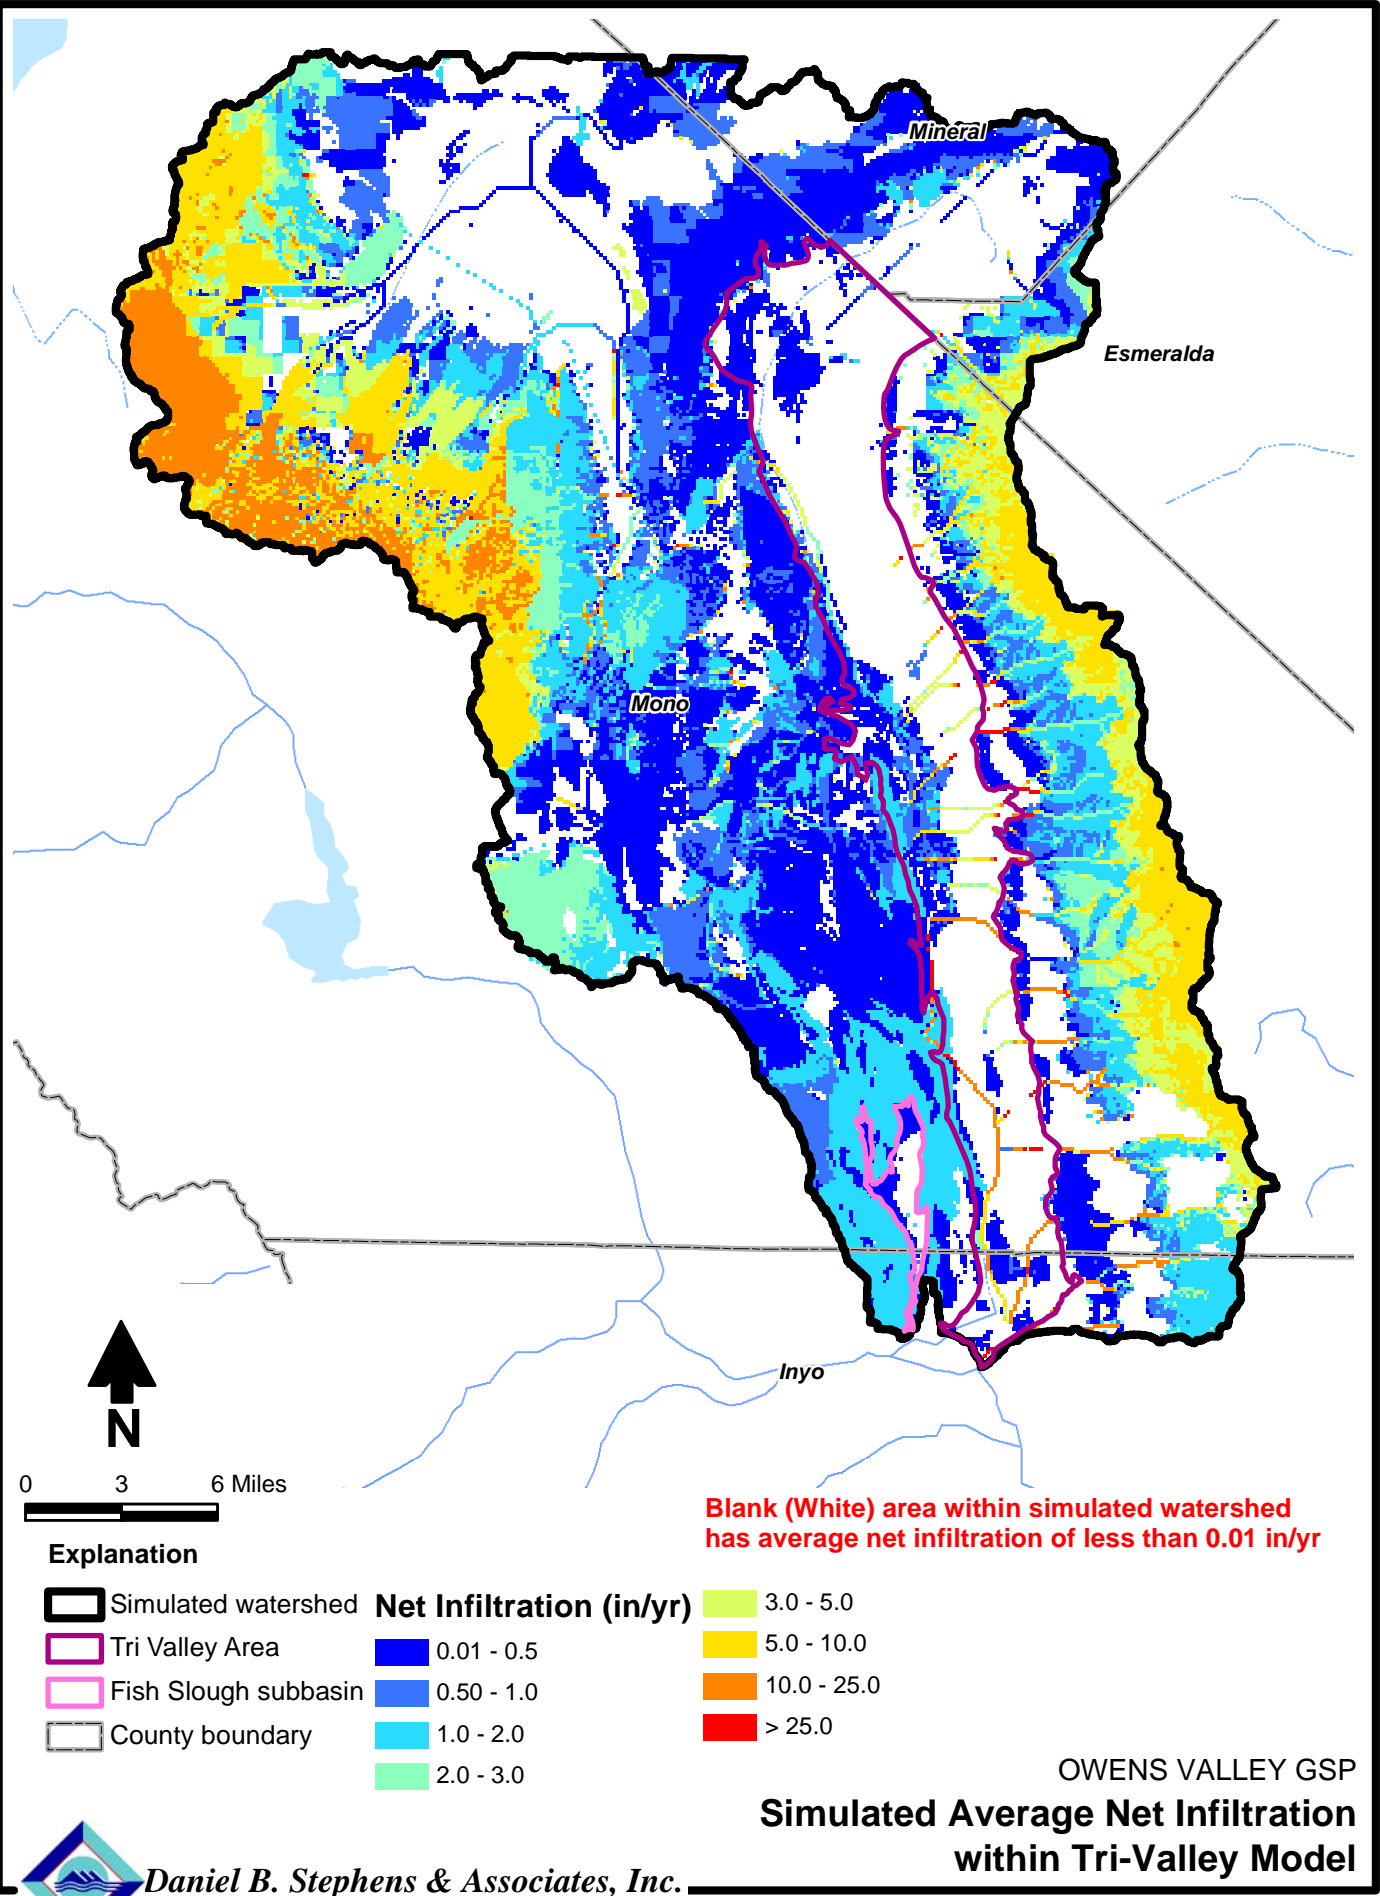 Mineral
Esmeralda
Mono
Inyo
N
0 3 6 Miles
Blank (White) area within simulated watershed
has average net infiltration of less than 0.01 in/yr
Explanation
Simulated watershed
Tri Valley Area
Fish Slough subbasin
County boundary
Net Infiltration (in/yr)
0.01 - 0.5
0.50 - 1.0
1.0 - 2.0
2.0 - 3.0
3.0 - 5.0
5.0 - 10.0
10.0 - 25.0
> 25.0
OWENS VALLEY GSP
Simulated Average Net Infiltration
within Tri-Valley Model
Daniel B. Stephens & Associates, Inc.